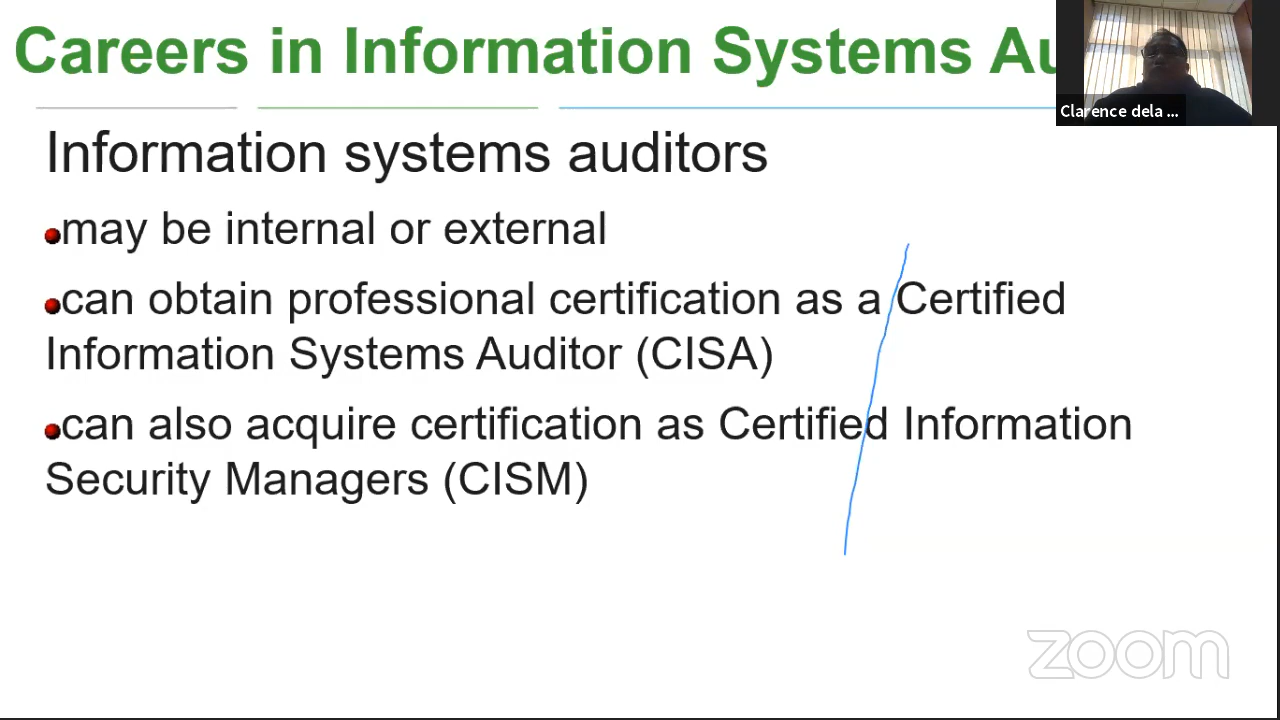 Careers in Information Systems Au
Clarence dela ...
Information systems auditors
may be internal or external
can obtain professional certification as a Certified
Information Systems Auditor (CISA)
can also acquire certification as Certified Information
Security Managers (CISM)
zoom